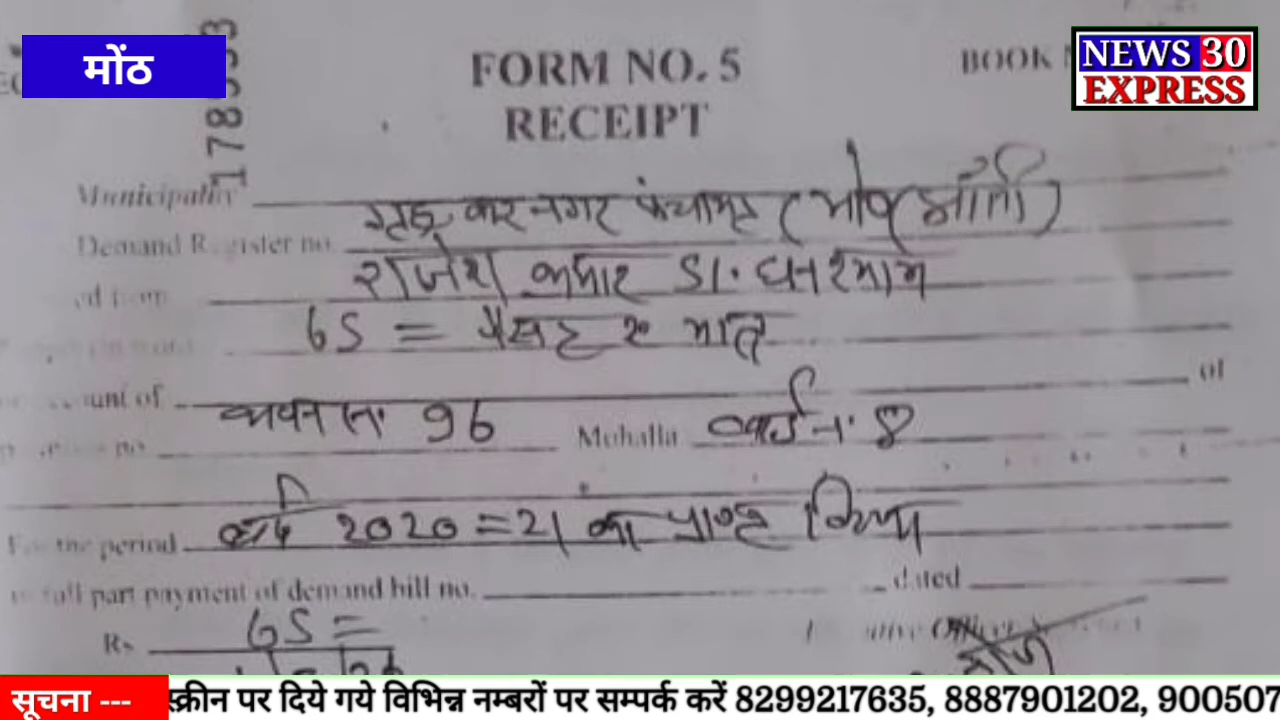 मोंठ
NEWS 30
EXPRESS
FORM NO. 5
BOOK
RECEIPT
Municipality गृह कर नगर पंचायत (मोंठ झाँसी)
Demand Register no.
राजेश कुमार डा. घनश्याम
65 = पैंसठ रु मात्र
of
भवन नं. 96 Mohalla वार्ड नं. 8
For the period वर्ष 2020=21 का प्राप्त किया
full part payment of demand bill no. dated
Rs 65 =
सूचना --- स्क्रीन पर दिये गये विभिन्न नम्बरों पर सम्पर्क करें 8299217635, 8887901202, 900507